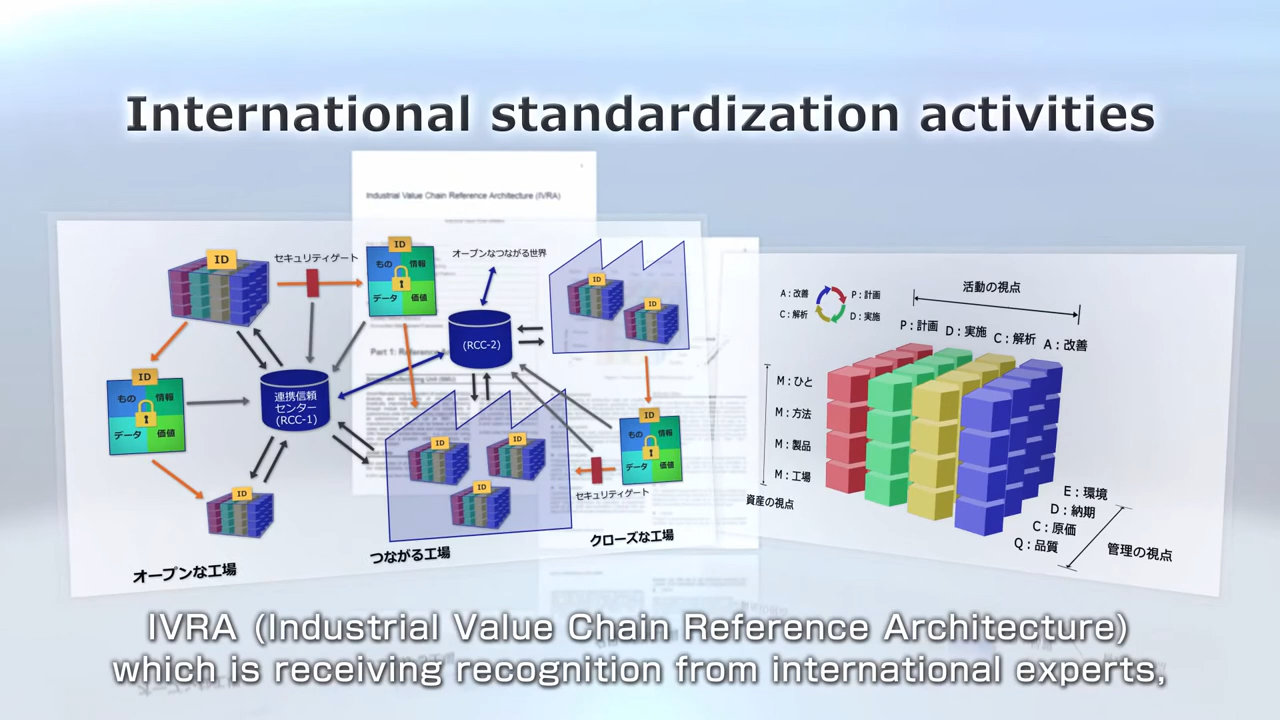 International standardization activities
Industrial Value Chain Reference Architecture (IVRA)
ID
セキュリティゲート
ID
もの 情報
データ 価値
オープンなつながる世界
ID
ID
(RCC-2)
ID
もの 情報
データ 価値
連携信頼
センター
(RCC-1)
ID
ID
ID
ID
ID
もの 情報
データ 価値
セキュリティゲート
オープンな工場
つながる工場
クローズな工場
Part 1:
A:改善 P:計画
C:解析 D:実施
活動の視点
P:計画 D:実施 C:解析 A:改善
M:ひと
M:方法
M:製品
M:工場
資産の視点
E:環境
D:納期
C:原価
Q:品質
管理の視点
IVRA (Industrial Value Chain Reference Architecture)
which is receiving recognition from international experts,